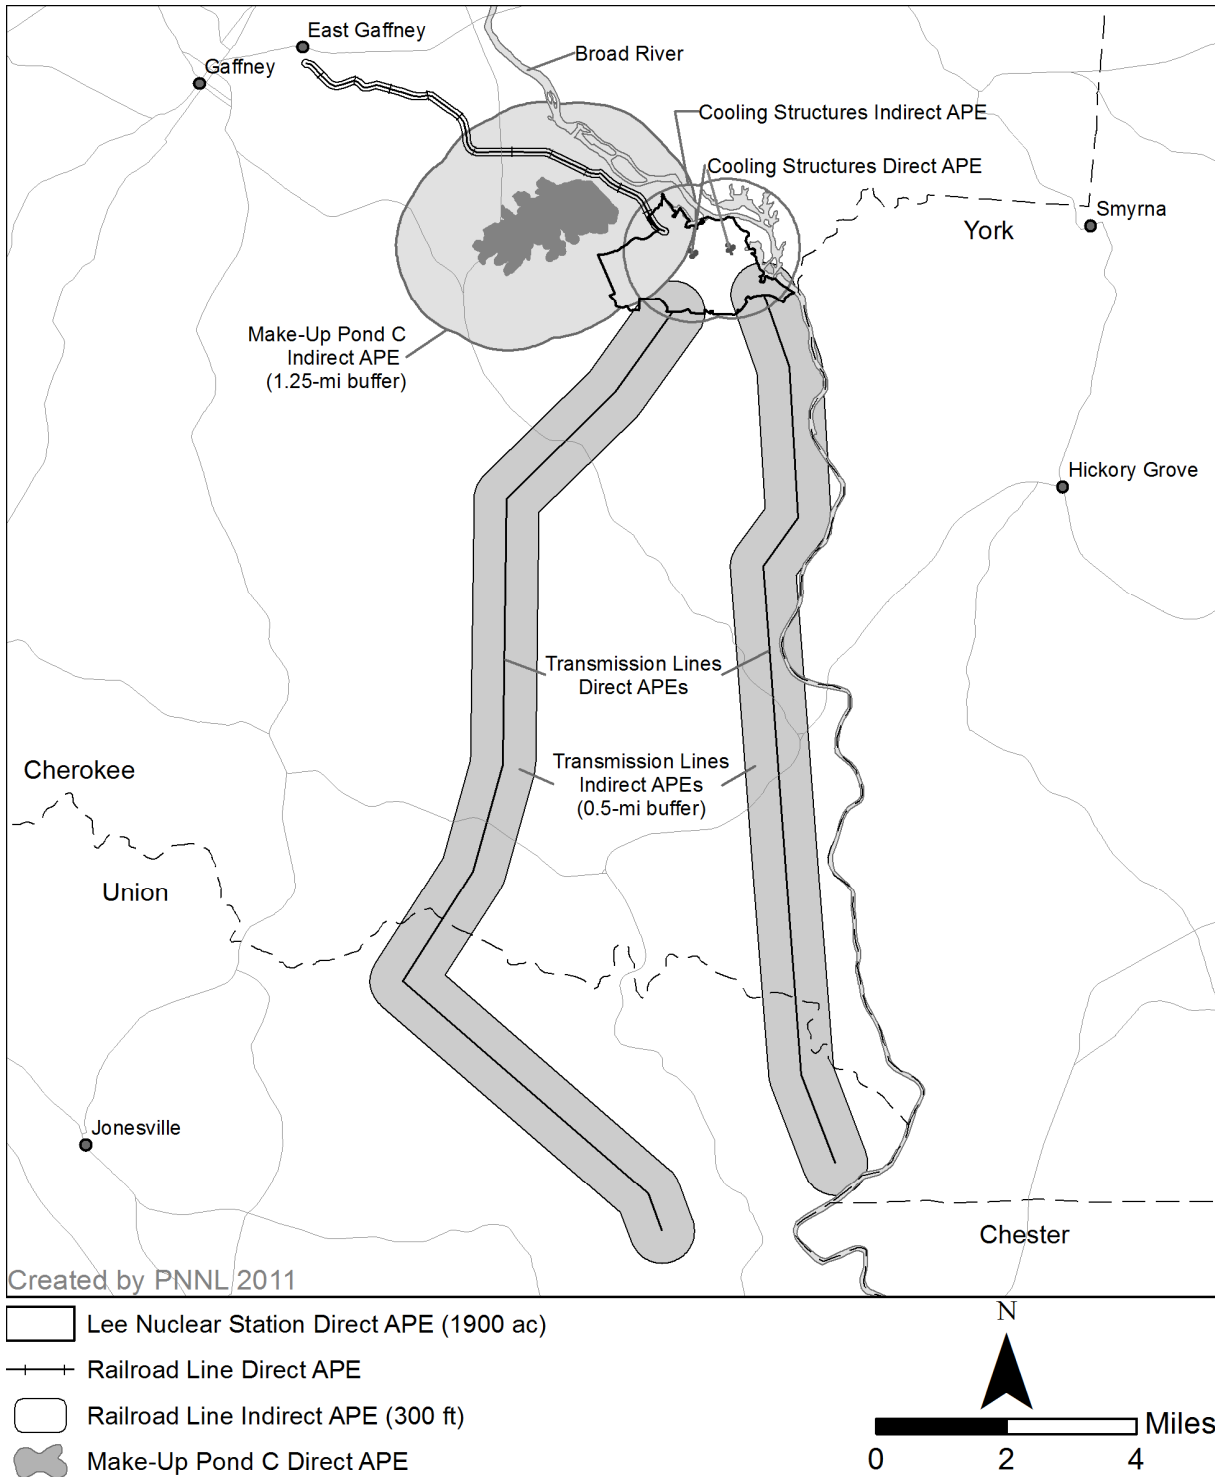 East Gaffney
Gaffney
Broad River
Cooling Structures Indirect APE
Cooling Structures Direct APE
Smyrna
York
Make-Up Pond C
Indirect APE
(1.25-mi buffer)
Hickory Grove
Transmission Lines
Direct APEs
Transmission Lines
Indirect APEs
(0.5-mi buffer)
Cherokee
Union
Jonesville
Chester
Created by PNNL 2011
Lee Nuclear Station Direct APE (1900 ac)
Railroad Line Direct APE
Railroad Line Indirect APE (300 ft)
Make-Up Pond C Direct APE
N
Miles
0 2 4